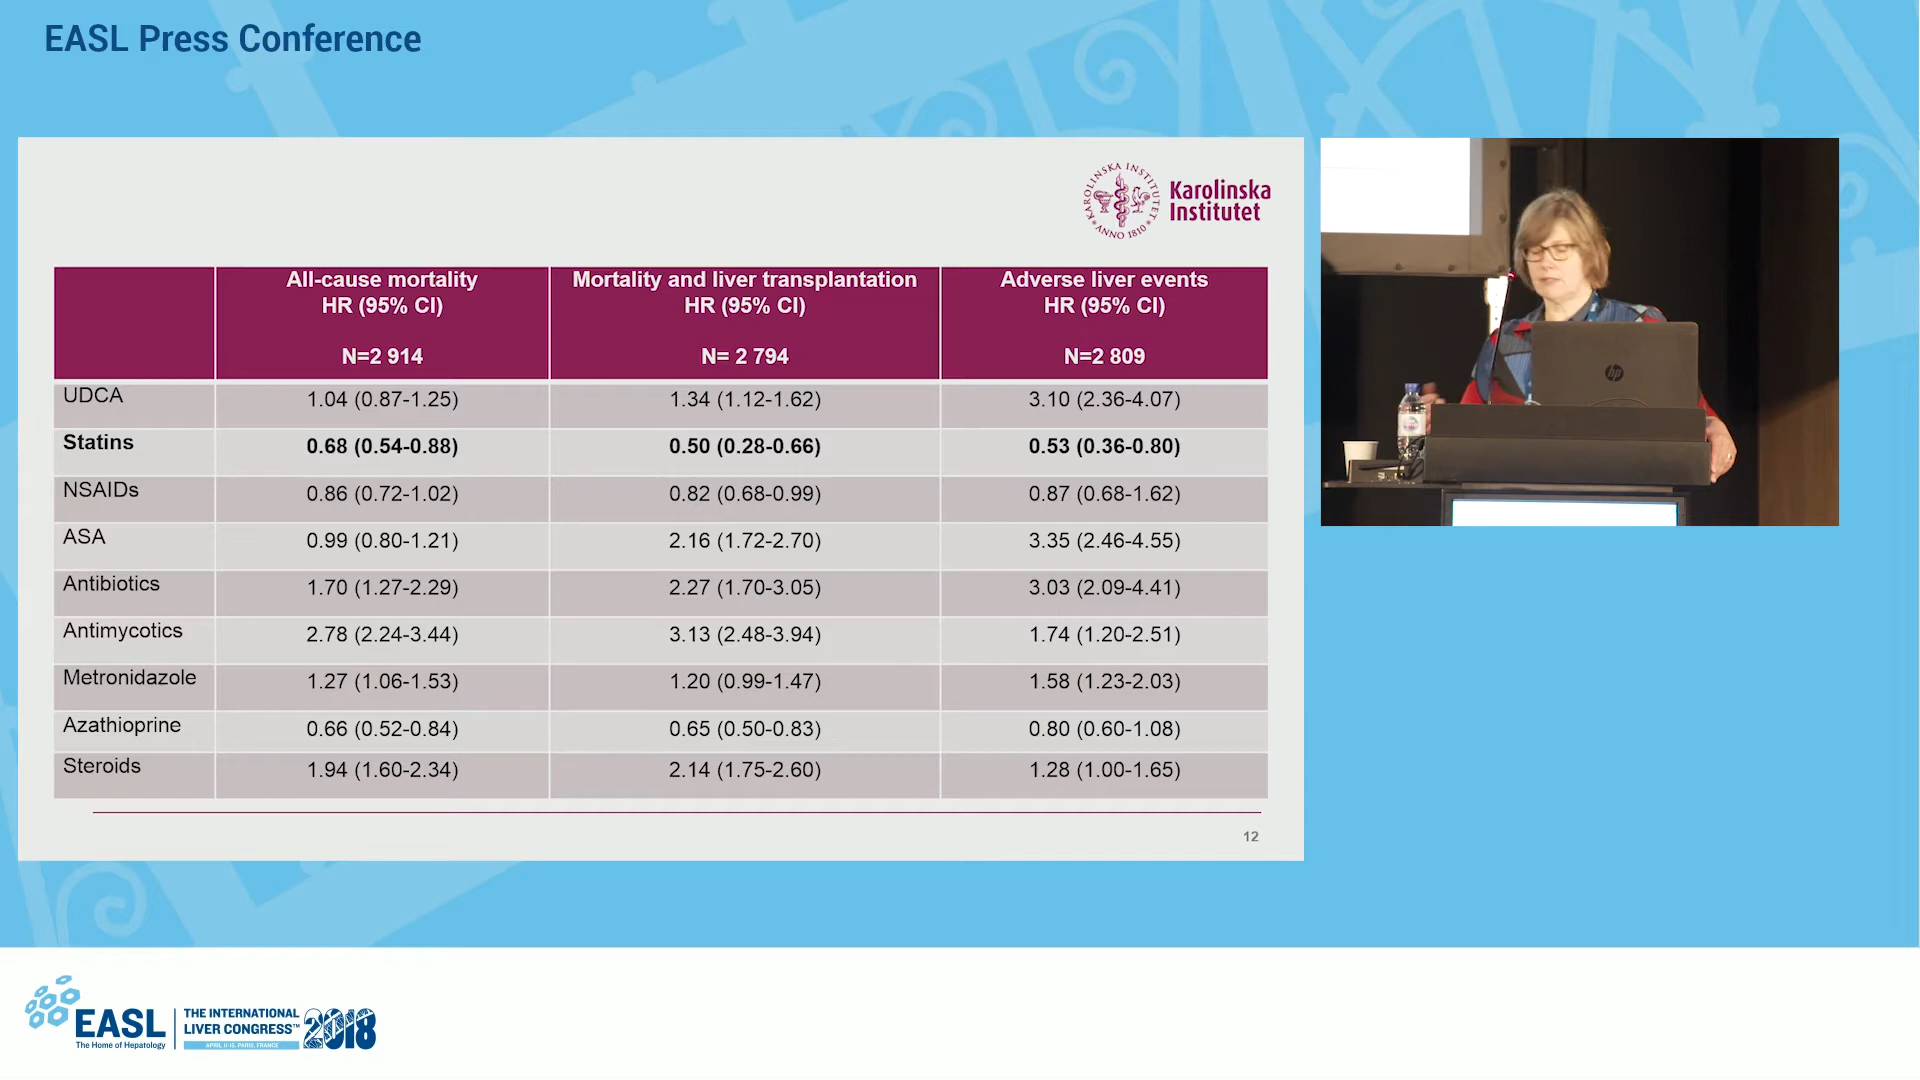 EASL Press Conference
KAROLINSKA INSTITUTET
ANNO 1810
Karolinska
Institutet
All-cause mortality
HR (95% CI)
N=2 914
Mortality and liver transplantation
HR (95% CI)
N= 2 794
Adverse liver events
HR (95% CI)
N=2 809
UDCA 1.04 (0.87-1.25) 1.34 (1.12-1.62) 3.10 (2.36-4.07)
Statins 0.68 (0.54-0.88) 0.50 (0.28-0.66) 0.53 (0.36-0.80)
NSAIDs 0.86 (0.72-1.02) 0.82 (0.68-0.99) 0.87 (0.68-1.62)
ASA 0.99 (0.80-1.21) 2.16 (1.72-2.70) 3.35 (2.46-4.55)
Antibiotics 1.70 (1.27-2.29) 2.27 (1.70-3.05) 3.03 (2.09-4.41)
Antimycotics 2.78 (2.24-3.44) 3.13 (2.48-3.94) 1.74 (1.20-2.51)
Metronidazole 1.27 (1.06-1.53) 1.20 (0.99-1.47) 1.58 (1.23-2.03)
Azathioprine 0.66 (0.52-0.84) 0.65 (0.50-0.83) 0.80 (0.60-1.08)
Steroids 1.94 (1.60-2.34) 2.14 (1.75-2.60) 1.28 (1.00-1.65)
12
hp
EASL
The Home of Hepatology
THE INTERNATIONAL
LIVER CONGRESS™
APRIL 11-15, PARIS, FRANCE
2018